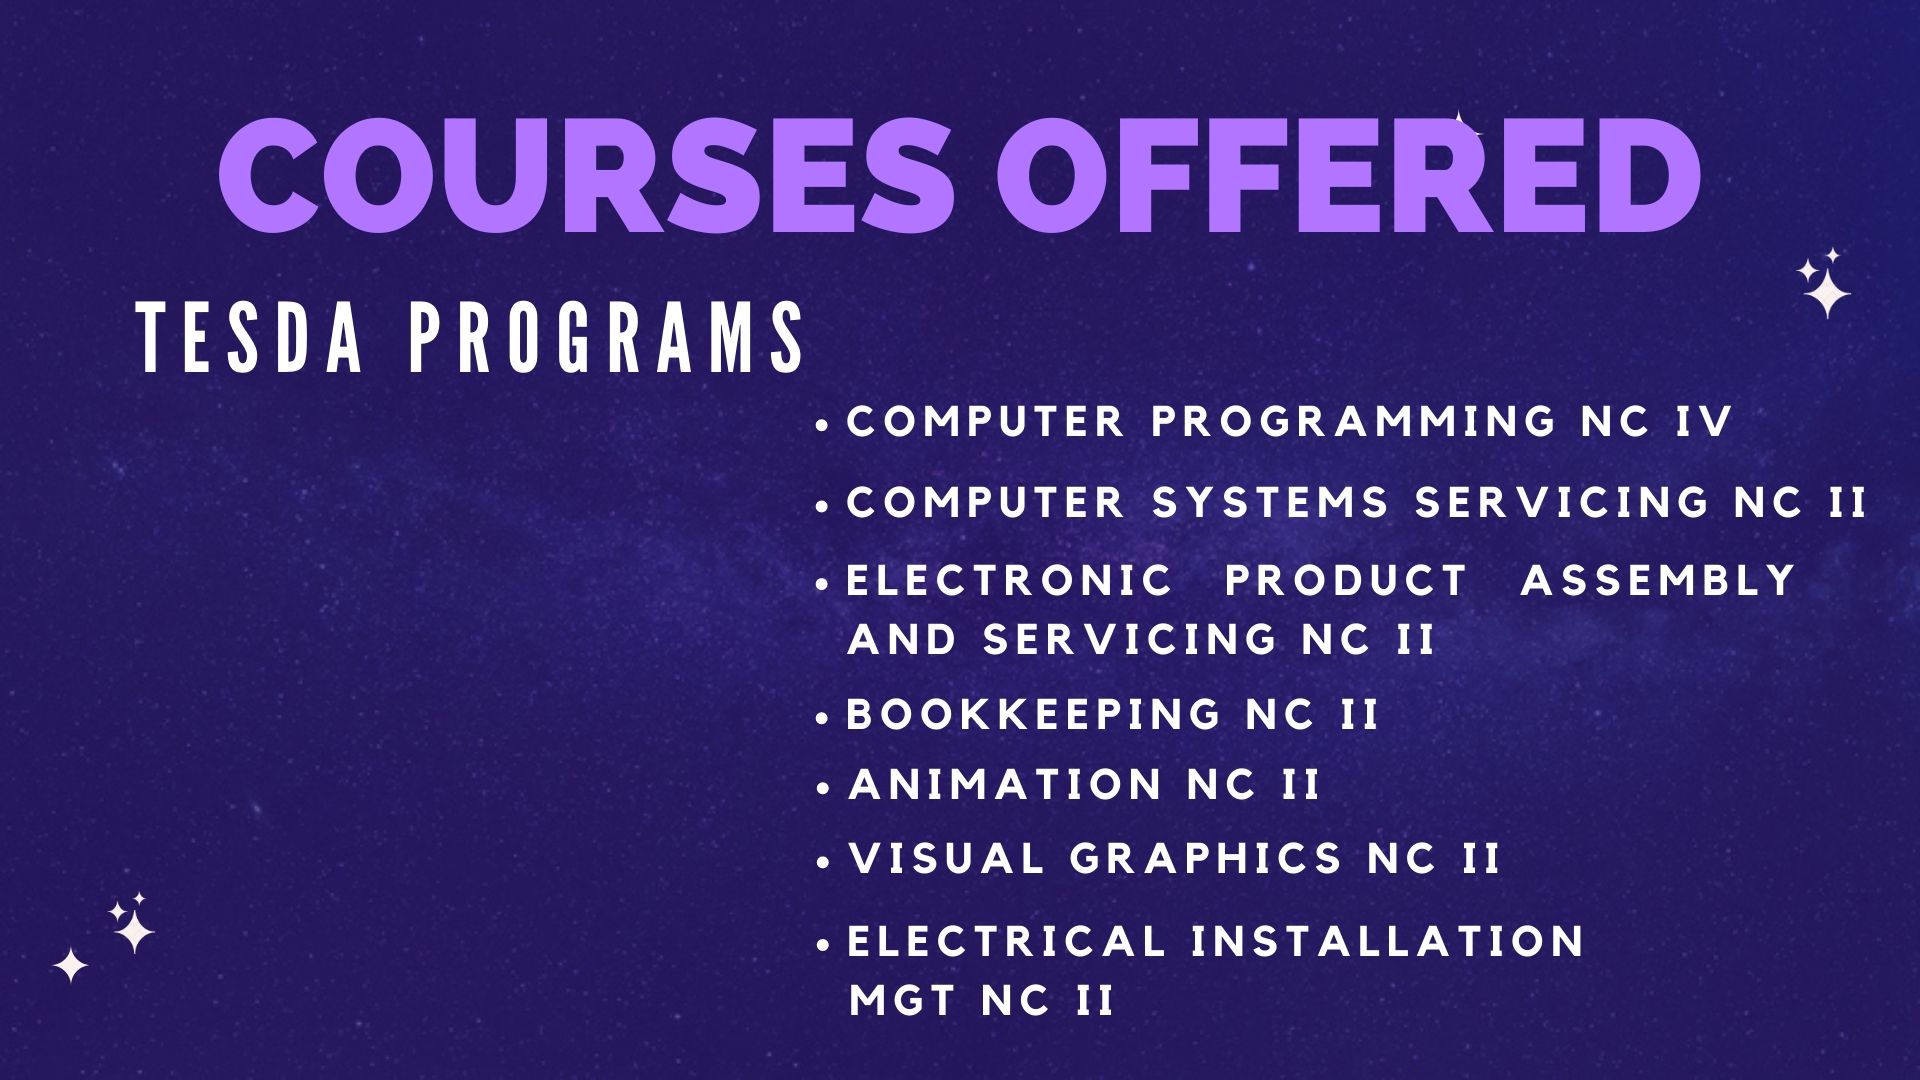 COURSES OFFERED
TESDA PROGRAMS
• COMPUTER PROGRAMMING NC IV
• COMPUTER SYSTEMS SERVICING NC II
• ELECTRONIC PRODUCT ASSEMBLY
AND SERVICING NC II
• BOOKKEEPING NC II
• ANIMATION NC II
• VISUAL GRAPHICS NC II
• ELECTRICAL INSTALLATION
MGT NC II